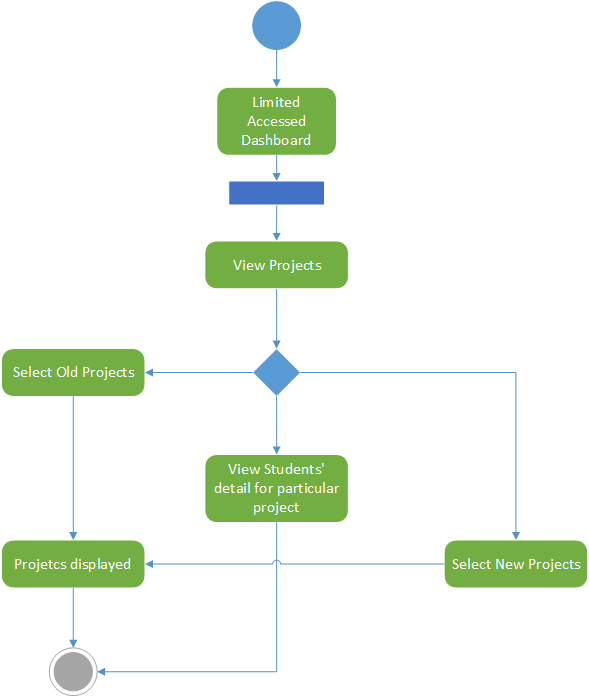 Limited
Accessed
Dashboard
View Projects
Select Old Projects
View Students'
detail for particular
project
Projetcs displayed
Select New Projects